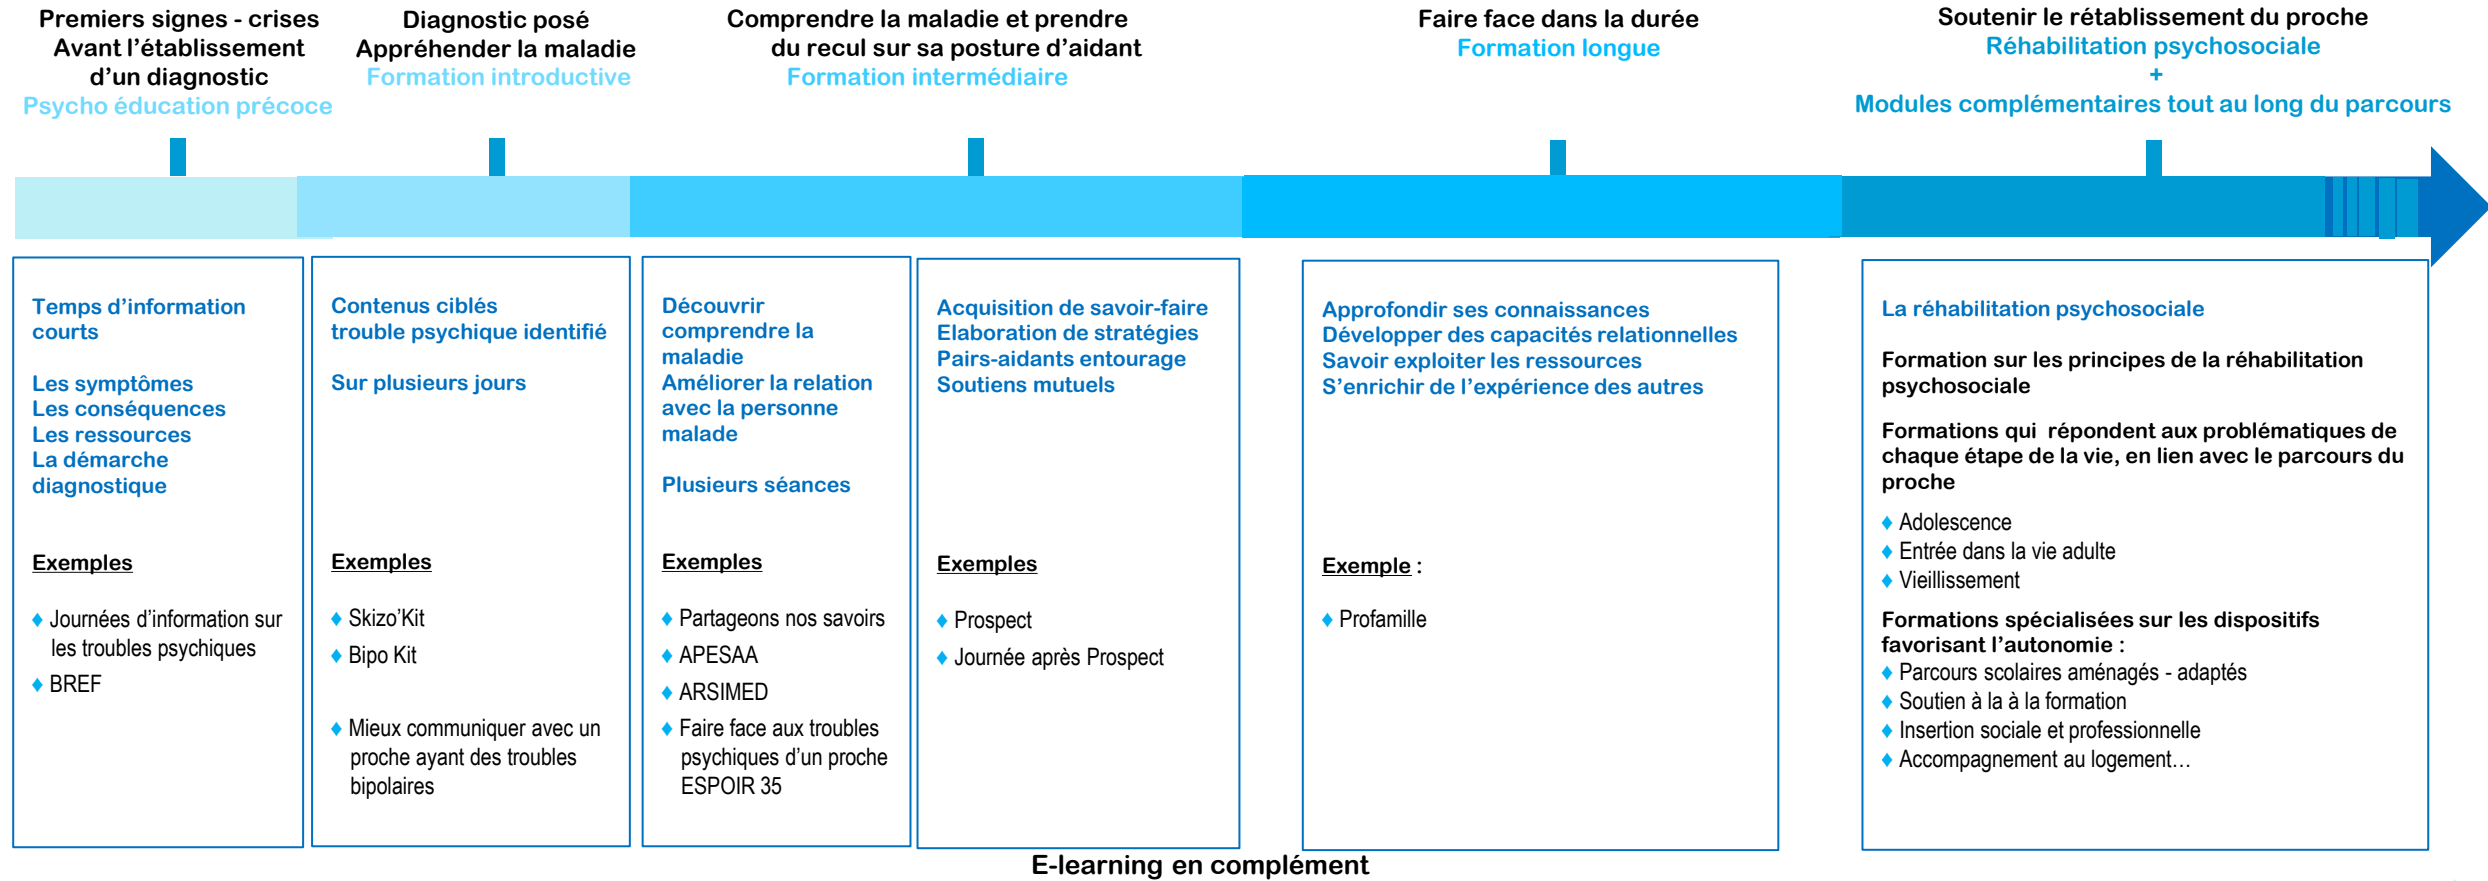 Premiers signes - crises
Avant l’établissement
d’un diagnostic
Psycho éducation précoce
Diagnostic posé
Appréhender la maladie
Formation introductive
Comprendre la maladie et prendre
du recul sur sa posture d’aidant
Formation intermédiaire
Faire face dans la durée
Formation longue
Soutenir le rétablissement du proche
Réhabilitation psychosociale
+
Modules complémentaires tout au long du parcours
Temps d’information
courts
Les symptômes
Les conséquences
Les ressources
La démarche
diagnostique
Exemples
♦ Journées d’information sur
les troubles psychiques
♦ BREF
Contenus ciblés
trouble psychique identifié
Sur plusieurs jours
Exemples
♦ Skizo’Kit
♦ Bipo Kit
♦ Mieux communiquer avec un
proche ayant des troubles
bipolaires
Découvrir
comprendre la
maladie
Améliorer la relation
avec la personne
malade
Plusieurs séances
Exemples
♦ Partageons nos savoirs
♦ APESAA
♦ ARSIMED
♦ Faire face aux troubles
psychiques d’un proche
ESPOIR 35
Acquisition de savoir-faire
Elaboration de stratégies
Pairs-aidants entourage
Soutiens mutuels
Exemples
♦ Prospect
♦ Journée après Prospect
Approfondir ses connaissances
Développer des capacités relationnelles
Savoir exploiter les ressources
S’enrichir de l’expérience des autres
Exemple :
♦ Profamille
La réhabilitation psychosociale
Formation sur les principes de la réhabilitation
psychosociale
Formations qui répondent aux problématiques de
chaque étape de la vie, en lien avec le parcours du
proche
♦ Adolescence
♦ Entrée dans la vie adulte
♦ Vieillissement
Formations spécialisées sur les dispositifs
favorisant l’autonomie :
♦ Parcours scolaires aménagés - adaptés
♦ Soutien à la à la formation
♦ Insertion sociale et professionnelle
♦ Accompagnement au logement…
E-learning en complément